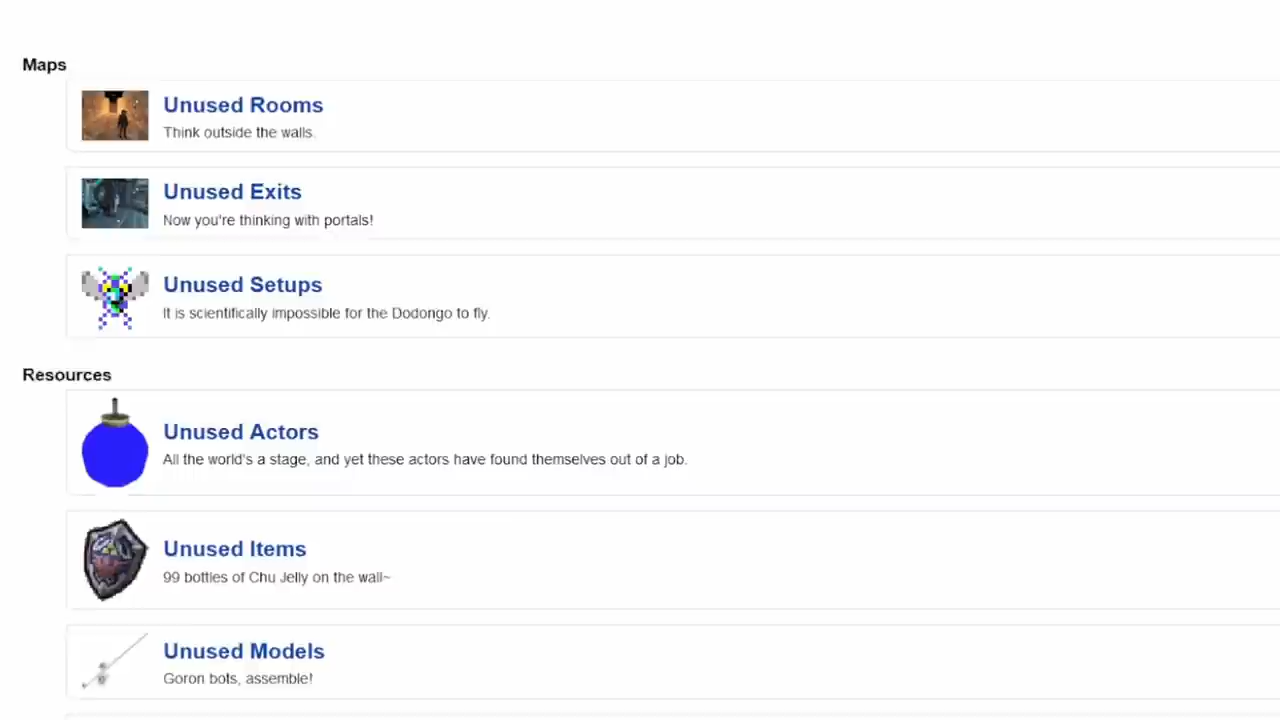 Maps
Unused Rooms
Think outside the walls.
Unused Exits
Now you're thinking with portals!
Unused Setups
It is scientifically impossible for the Dodongo to fly.
Resources
Unused Actors
All the world's a stage, and yet these actors have found themselves out of a job.
Unused Items
99 bottles of Chu Jelly on the wall~
Unused Models
Goron bots, assemble!